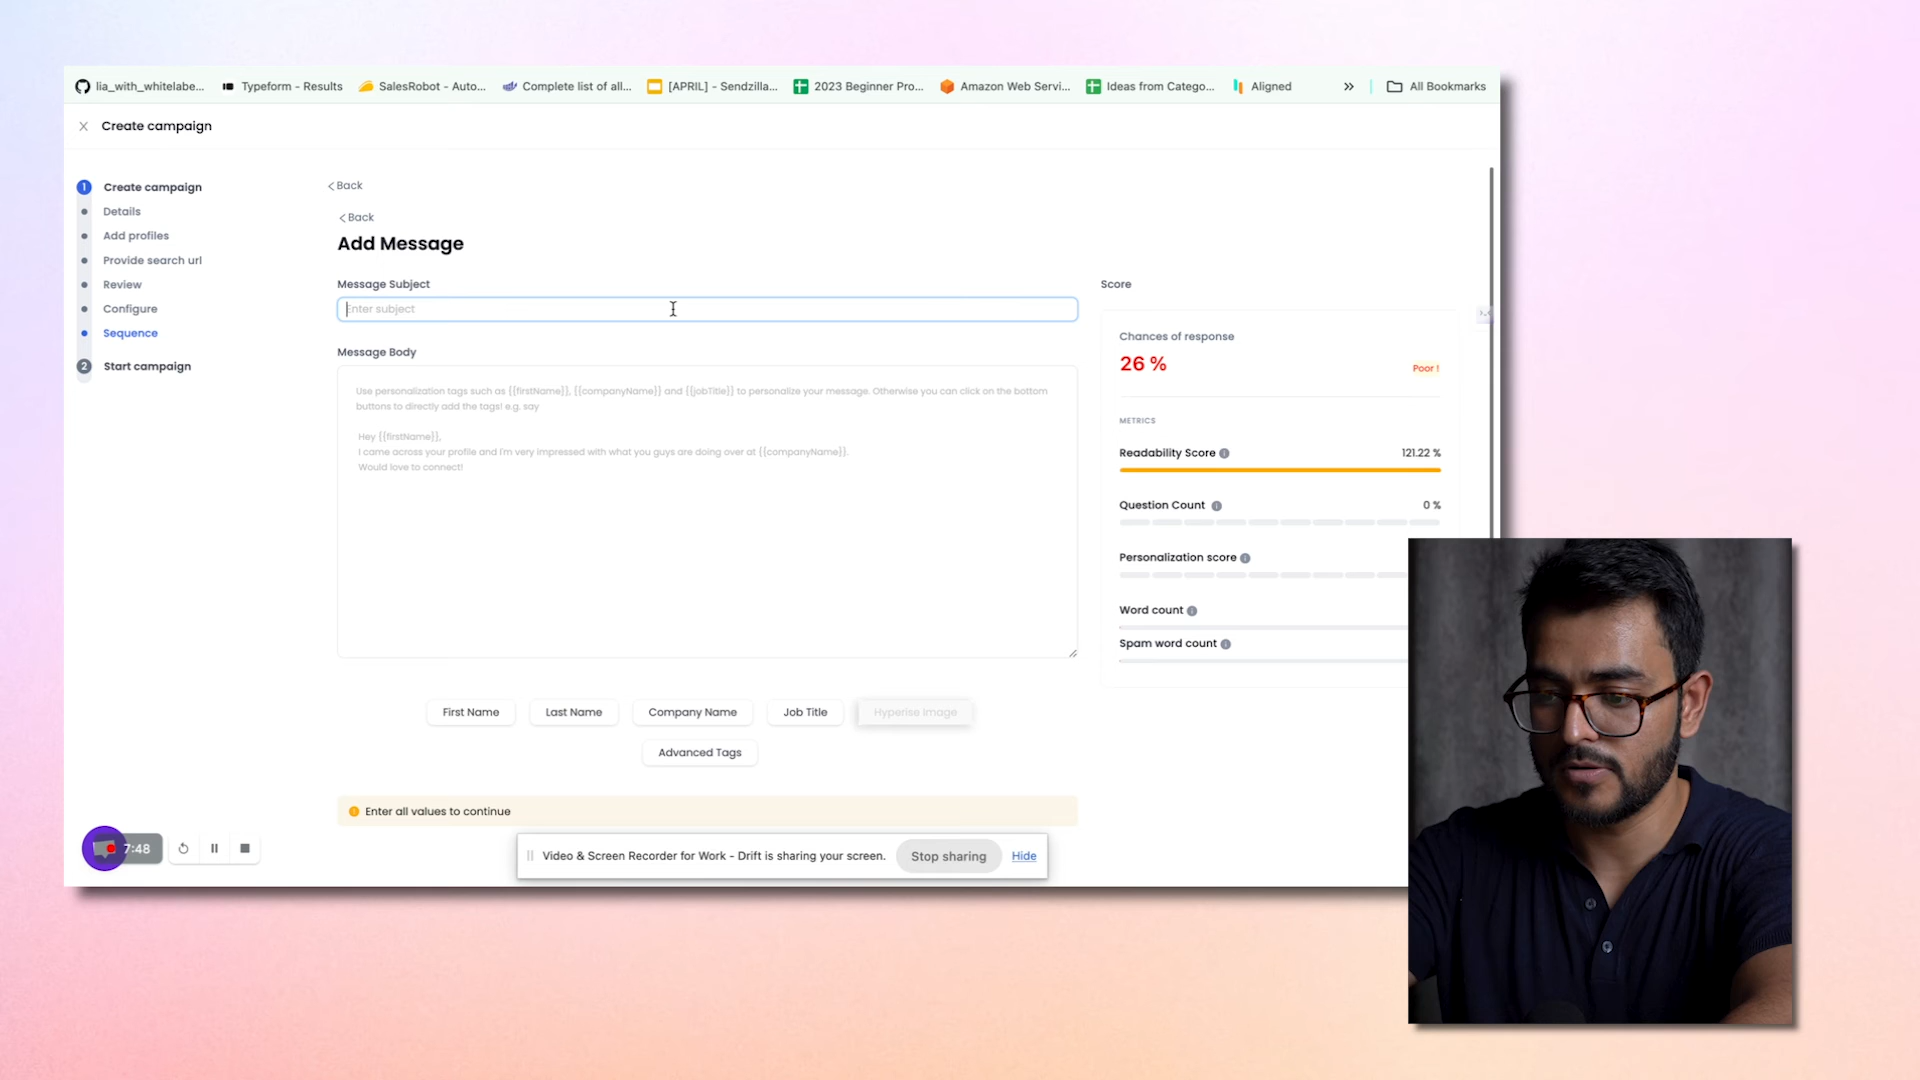 lia_with_whitelabe... Typeform - Results SalesRobot - Auto... Complete list of all... [APRIL] - Sendzilla... 2023 Beginner Pro... Amazon Web Servi... Ideas from Catego... Aligned » All Bookmarks
Create campaign
1 Create campaign
Details
Add profiles
Provide search url
Review
Configure
Sequence
2 Start campaign
Back
Back
Add Message
Message Subject
Enter subject
Message Body
Use personalization tags such as {{firstName}}, {{companyName}} and {{jobTitle}} to personalize your message. Otherwise you can click on the bottom
buttons to directly add the tags! e.g. say
Hey {{firstName}},
I came across your profile and I'm very impressed with what you guys are doing over at {{companyName}}.
Would love to connect!
First Name Last Name Company Name Job Title Hyperise Image
Advanced Tags
Enter all values to continue
Score
Chances of response
26 % Poor !
METRICS
Readability Score 121.22 %
Question Count 0 %
Personalization score
Word count
Spam word count
7:48
Video & Screen Recorder for Work - Drift is sharing your screen. Stop sharing Hide